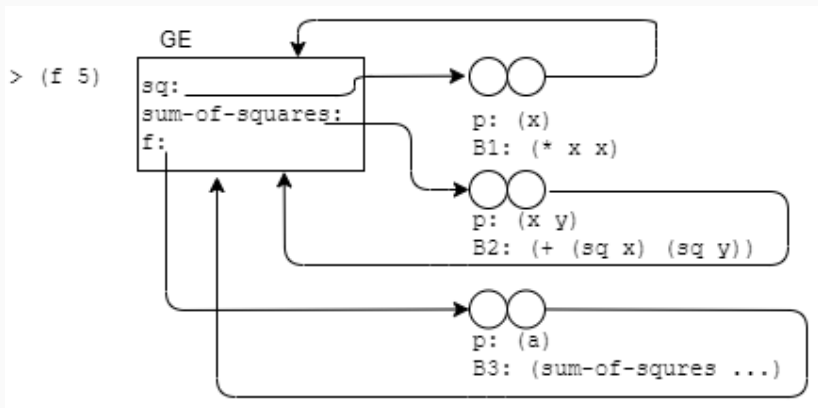 GE
> (f 5)
sq:
sum-of-squares:
f:
p: (x)
B1: (* x x)
p: (x y)
B2: (+ (sq x) (sq y))
p: (a)
B3: (sum-of-squres ...)